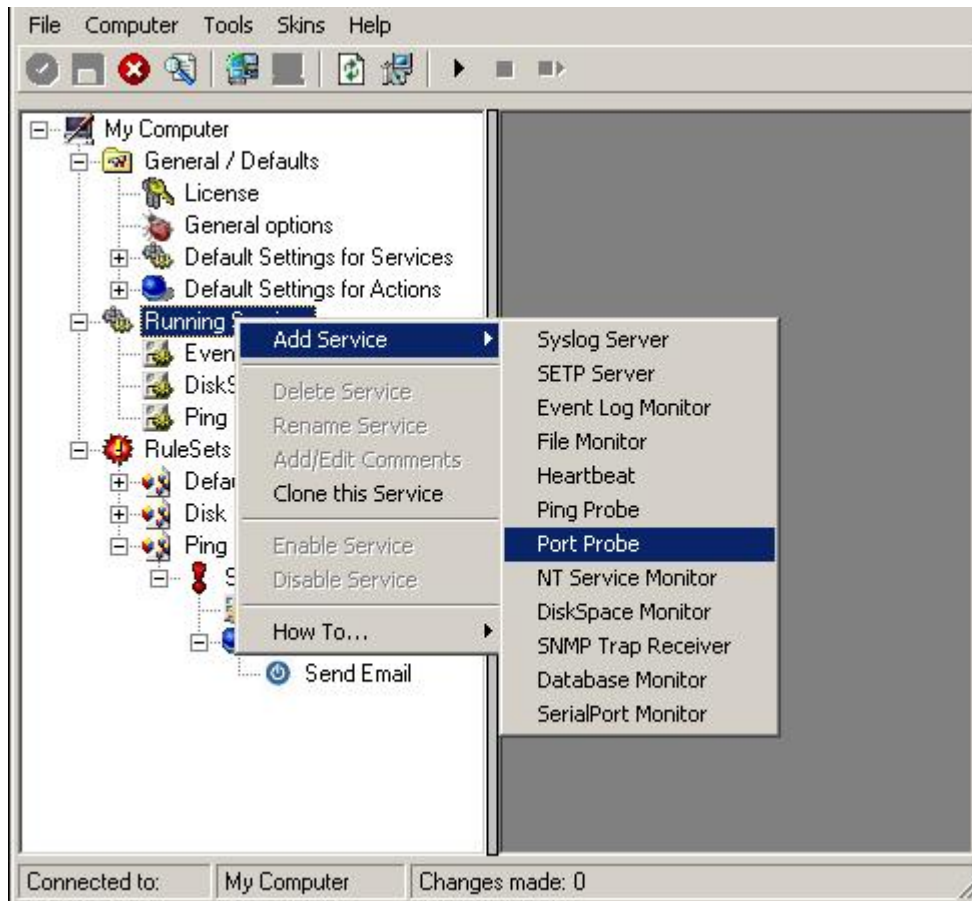 File Computer Tools Skins Help
My Computer
General / Defaults
License
General options
Default Settings for Services
Default Settings for Actions
Running
Add Service
Delete Service
Rename Service
Add/Edit Comments
Clone this Service
Enable Service
Disable Service
How To...
Syslog Server
SETP Server
Event Log Monitor
File Monitor
Heartbeat
Ping Probe
Port Probe
NT Service Monitor
DiskSpace Monitor
SNMP Trap Receiver
Database Monitor
SerialPort Monitor
Even
DiskS
Ping
RuleSets
Defau
Disk
Ping
S
Send Email
Connected to: My Computer Changes made: 0